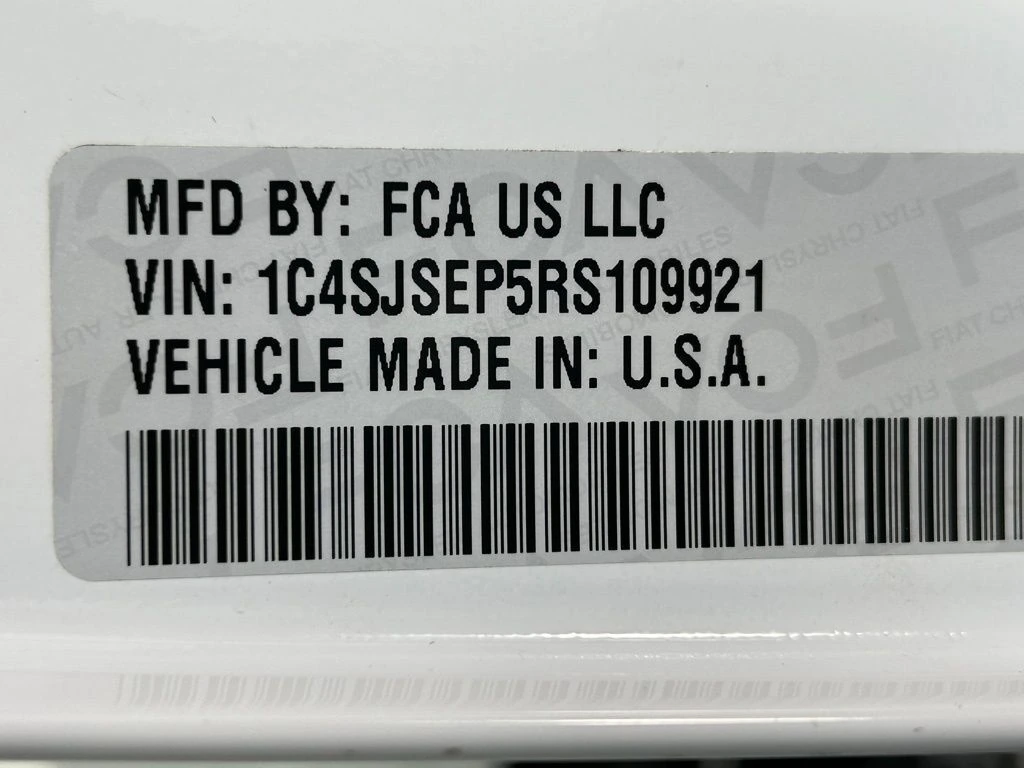 MFD BY: FCA US LLC
VIN: 1C4SJSEP5RS109921
VEHICLE MADE IN: U.S.A.